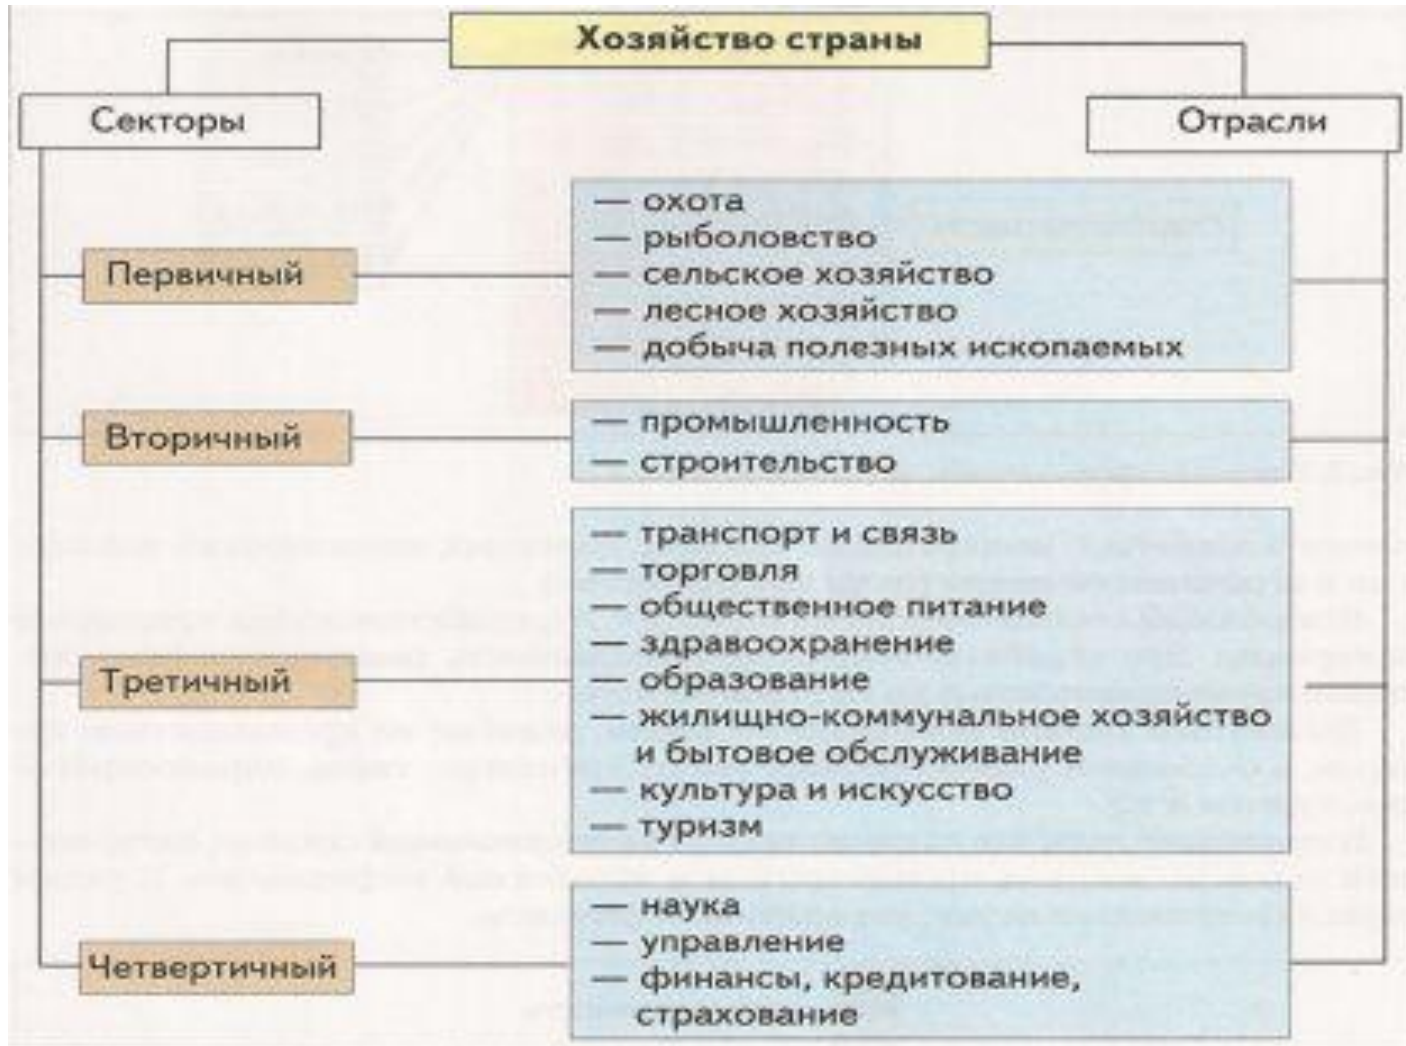 Хозяйство страны
Секторы
Отрасли
Первичный
— охота
— рыболовство
— сельское хозяйство
— лесное хозяйство
— добыча полезных ископаемых
Вторичный
— промышленность
— строительство
Третичный
— транспорт и связь
— торговля
— общественное питание
— здравоохранение
— образование
— жилищно-коммунальное хозяйство
и бытовое обслуживание
— культура и искусство
— туризм
Четвертичный
— наука
— управление
— финансы, кредитование,
страхование